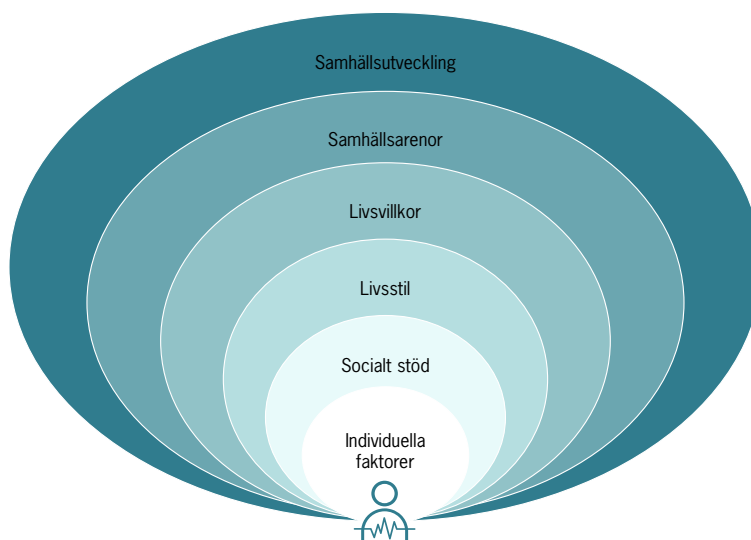 Samhällsutveckling
Samhällsarenor
Livsvillkor
Livsstil
Socialt stöd
Individuella
faktorer